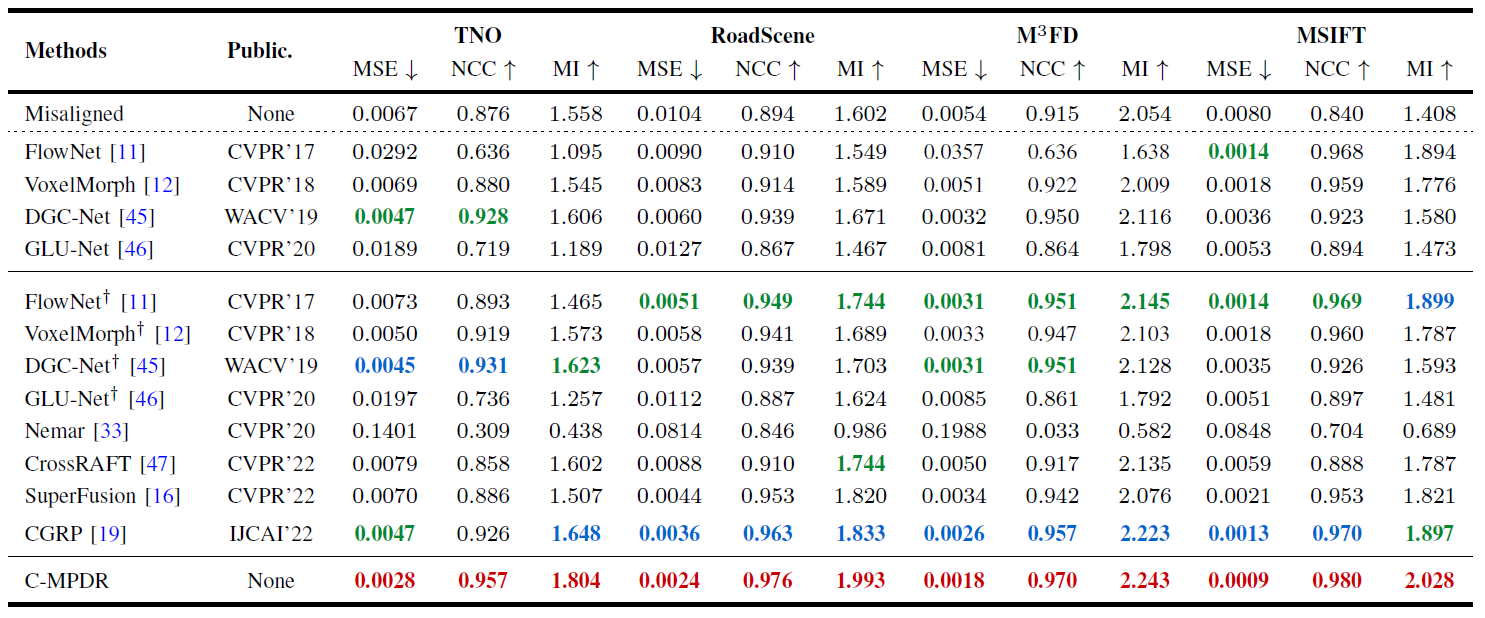 Methods Public. TNO RoadScene M³FD MSIFT
MSE ↓ NCC ↑ MI ↑ MSE ↓ NCC ↑ MI ↑ MSE ↓ NCC ↑ MI ↑ MSE ↓ NCC ↑ MI ↑
Misaligned None 0.0067 0.876 1.558 0.0104 0.894 1.602 0.0054 0.915 2.054 0.0080 0.840 1.408
FlowNet [11] CVPR'17 0.0292 0.636 1.095 0.0090 0.910 1.549 0.0357 0.636 1.638 0.0014 0.968 1.894
VoxelMorph [12] CVPR'18 0.0069 0.880 1.545 0.0083 0.914 1.589 0.0051 0.922 2.009 0.0018 0.959 1.776
DGC-Net [45] WACV'19 0.0047 0.928 1.606 0.0060 0.939 1.671 0.0032 0.950 2.116 0.0036 0.923 1.580
GLU-Net [46] CVPR'20 0.0189 0.719 1.189 0.0127 0.867 1.467 0.0081 0.864 1.798 0.0053 0.894 1.473
FlowNet† [11] CVPR'17 0.0073 0.893 1.465 0.0051 0.949 1.744 0.0031 0.951 2.145 0.0014 0.969 1.899
VoxelMorph† [12] CVPR'18 0.0050 0.919 1.573 0.0058 0.941 1.689 0.0033 0.947 2.103 0.0018 0.960 1.787
DGC-Net† [45] WACV'19 0.0045 0.931 1.623 0.0057 0.939 1.703 0.0031 0.951 2.128 0.0035 0.926 1.593
GLU-Net† [46] CVPR'20 0.0197 0.736 1.257 0.0112 0.887 1.624 0.0085 0.861 1.792 0.0051 0.897 1.481
Nemar [33] CVPR'20 0.1401 0.309 0.438 0.0814 0.846 0.986 0.1988 0.033 0.582 0.0848 0.704 0.689
CrossRAFT [47] CVPR'22 0.0079 0.858 1.602 0.0088 0.910 1.744 0.0050 0.917 2.135 0.0059 0.888 1.787
SuperFusion [16] CVPR'22 0.0070 0.886 1.507 0.0044 0.953 1.820 0.0034 0.942 2.076 0.0021 0.953 1.821
CGRP [19] IJCAI'22 0.0047 0.926 1.648 0.0036 0.963 1.833 0.0026 0.957 2.223 0.0013 0.970 1.897
C-MPDR None 0.0028 0.957 1.804 0.0024 0.976 1.993 0.0018 0.970 2.243 0.0009 0.980 2.028